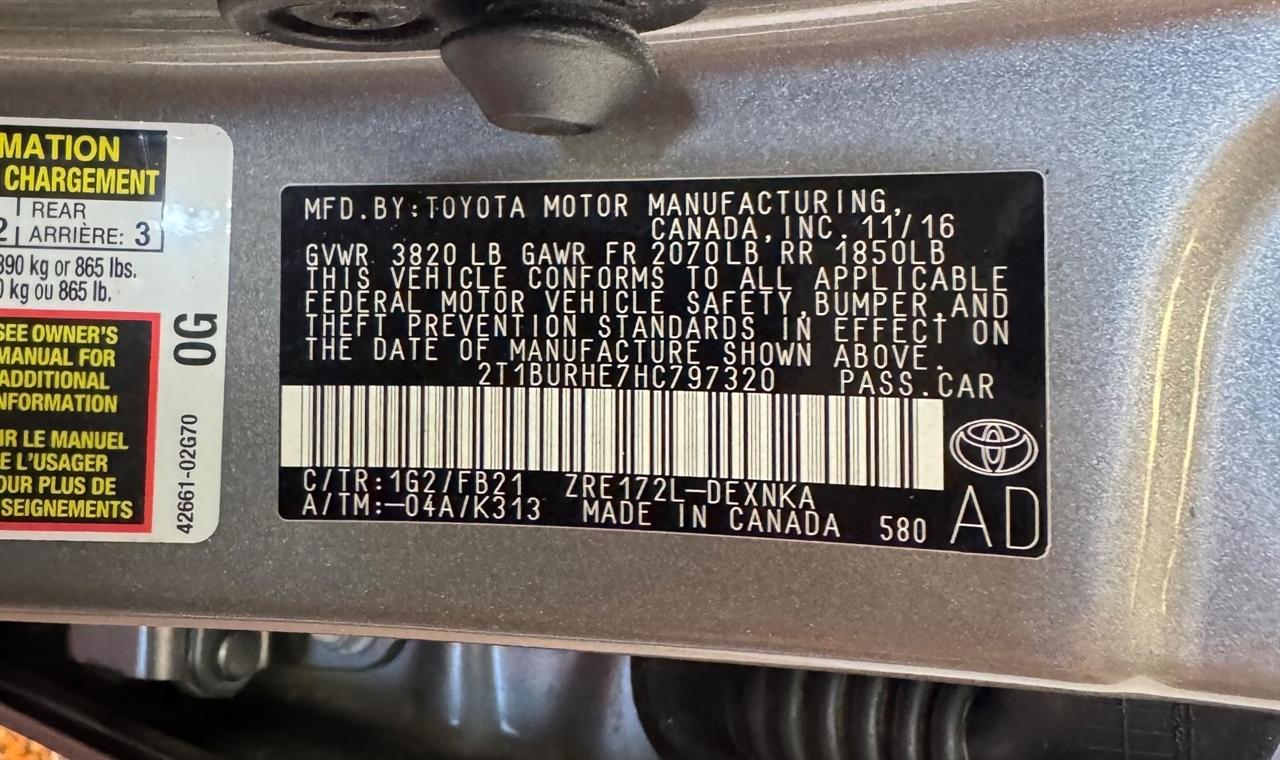 MATION
CHARGEMENT
2 | REAR
ARRIÈRE: 3
390 kg or 865 lbs.
0 kg ou 865 lb.
SEE OWNER'S
MANUAL FOR
ADDITIONAL
NFORMATION
IR LE MANUEL
E L'USAGER
OUR PLUS DE
SEIGNEMENTS
0G
42661-02G70
MFD.BY:TOYOTA MOTOR MANUFACTURING,
CANADA,INC. 11/16
GVWR 3820 LB GAWR FR 2070LB RR 1850LB
THIS VEHICLE CONFORMS TO ALL APPLICABLE
FEDERAL MOTOR VEHICLE SAFETY,BUMPER,AND
THEFT PREVENTION STANDARDS IN EFFECT ON
THE DATE OF MANUFACTURE SHOWN ABOVE.
2T1BURHE7HC797320 PASS.CAR
C/TR:1G2/FB21 ZRE172L-DEXNKA
A/TM:-04A/K313 MADE IN CANADA 580
AD